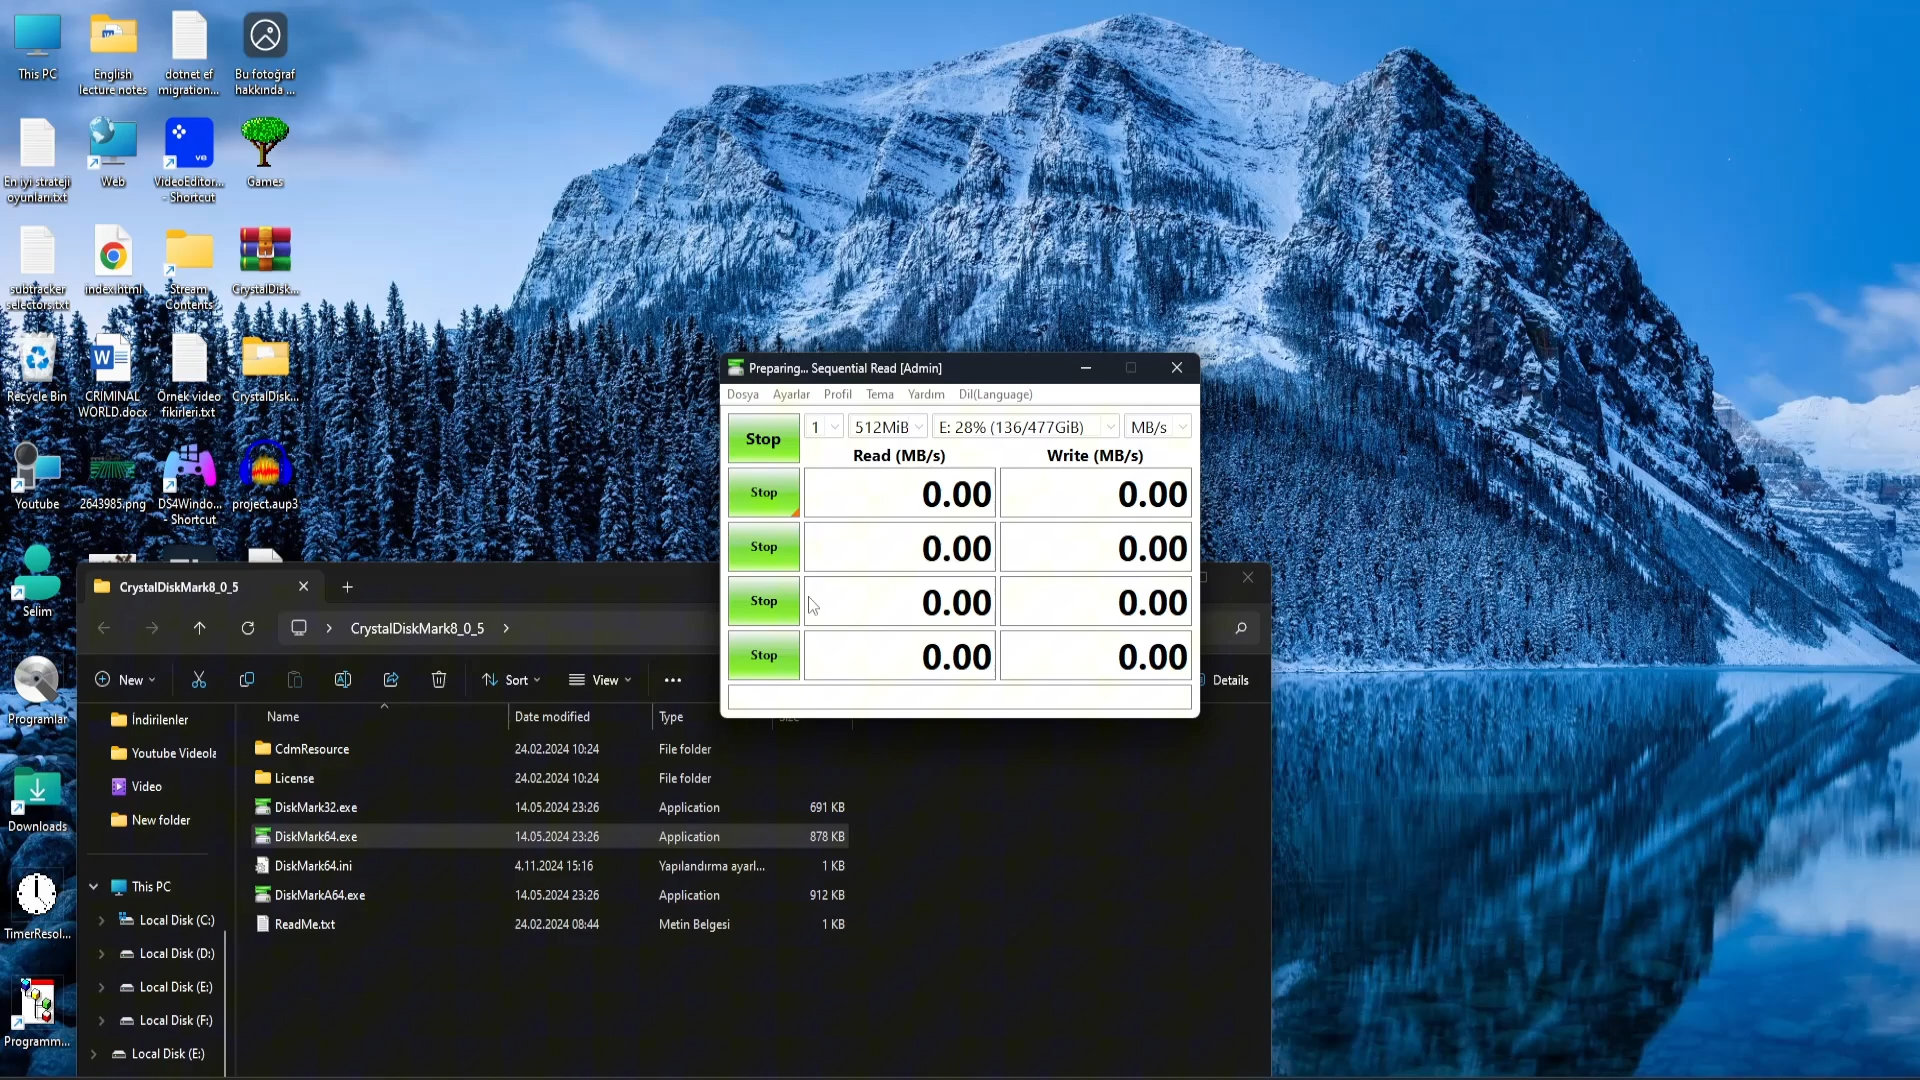 This PC
English
lecture notes
dotnet ef
migration...
Bu fotoğraf
hakkında ...
En iyi strateji
oyunları.txt
Web
VideoEditor...
- Shortcut
Games
subtracker
selectors.txt
index.html
Stream
Contents
CrystalDisk...
Recycle Bin
CRIMINAL
WORLD.docx
Örnek video
fikirleri.txt
CrystalDisk...
Youtube
2643985.png
DS4Windo...
- Shortcut
project.aup3
Selim
Programlar
Downloads
TimerResol...
Programm...
Preparing... Sequential Read [Admin]
Dosya Ayarlar Profil Tema Yardım Dil(Language)
Stop 1 512MiB E: 28% (136/477GiB) MB/s
Read (MB/s) Write (MB/s)
Stop 0.00 0.00
Stop 0.00 0.00
Stop 0.00 0.00
Stop 0.00 0.00
CrystalDiskMark8_0_5
CrystalDiskMark8_0_5
New Sort View Details
İndirilenler
Youtube Videola
Video
New folder
This PC
Local Disk (C:)
Local Disk (D:)
Local Disk (E:)
Local Disk (F:)
Local Disk (E:)
Name Date modified Type Size
CdmResource 24.02.2024 10:24 File folder
License 24.02.2024 10:24 File folder
DiskMark32.exe 14.05.2024 23:26 Application 691 KB
DiskMark64.exe 14.05.2024 23:26 Application 878 KB
DiskMark64.ini 4.11.2024 15:16 Yapılandırma ayarl... 1 KB
DiskMarkA64.exe 14.05.2024 23:26 Application 912 KB
ReadMe.txt 24.02.2024 08:44 Metin Belgesi 1 KB